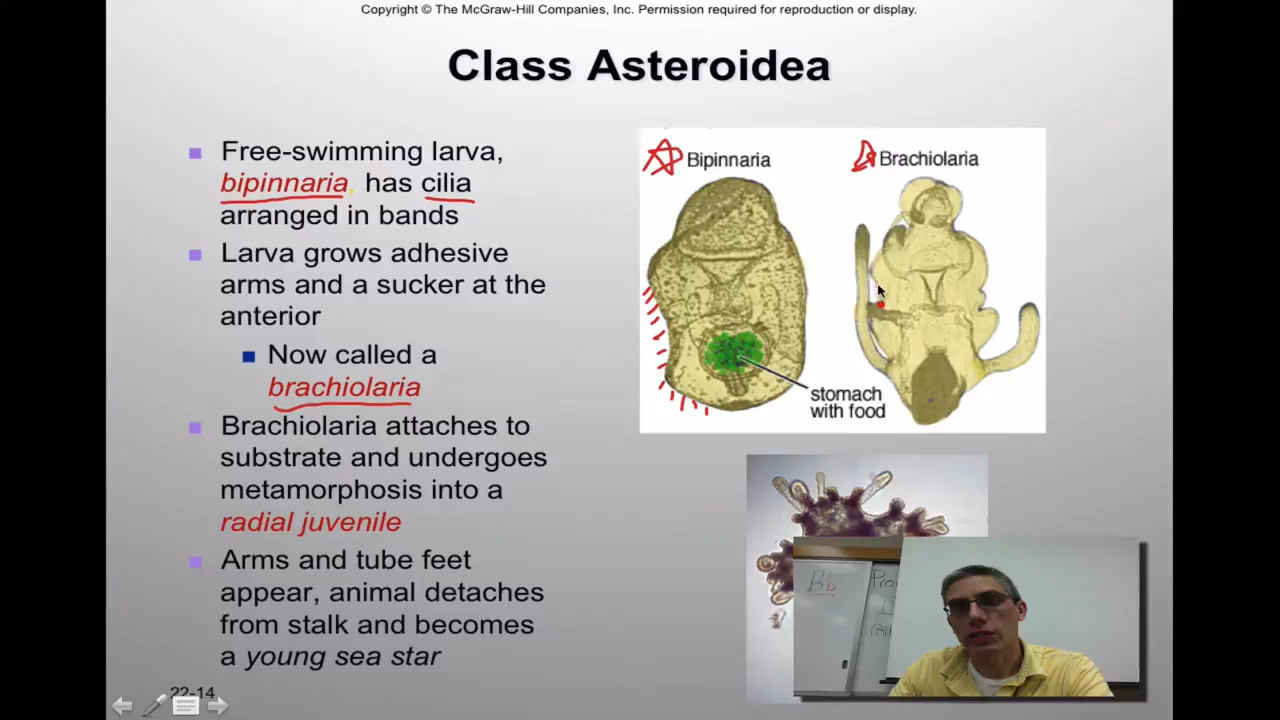 Copyright © The McGraw-Hill Companies, Inc. Permission required for reproduction or display.
Class Asteroidea
Free-swimming larva,
bipinnaria, has cilia
arranged in bands
Larva grows adhesive
arms and a sucker at the
anterior
Now called a
brachiolaria
Brachiolaria attaches to
substrate and undergoes
metamorphosis into a
radial juvenile
Arms and tube feet
appear, animal detaches
from stalk and becomes
a young sea star
22-14
Bipinnaria
Brachiolaria
stomach
with food
Bb